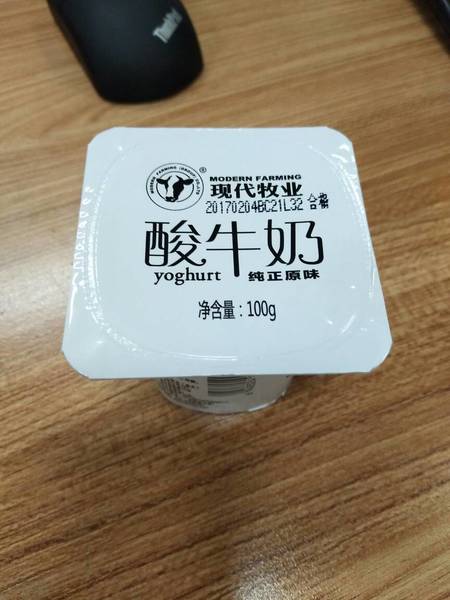 ThinkPad
MODERN FARMING
现代牧业
20170204BC21L32 合格
酸牛奶
yoghurt 纯正原味
净含量：100g